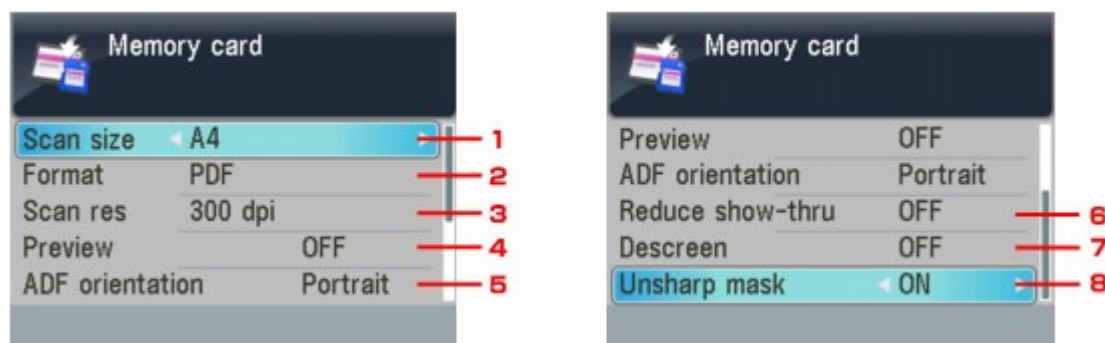 Memory card
Scan size A4 1
Format PDF 2
Scan res 300 dpi 3
Preview OFF 4
ADF orientation Portrait 5
Memory card
Preview OFF
ADF orientation Portrait
Reduce show-thru OFF 6
Descreen OFF 7
Unsharp mask ON 8